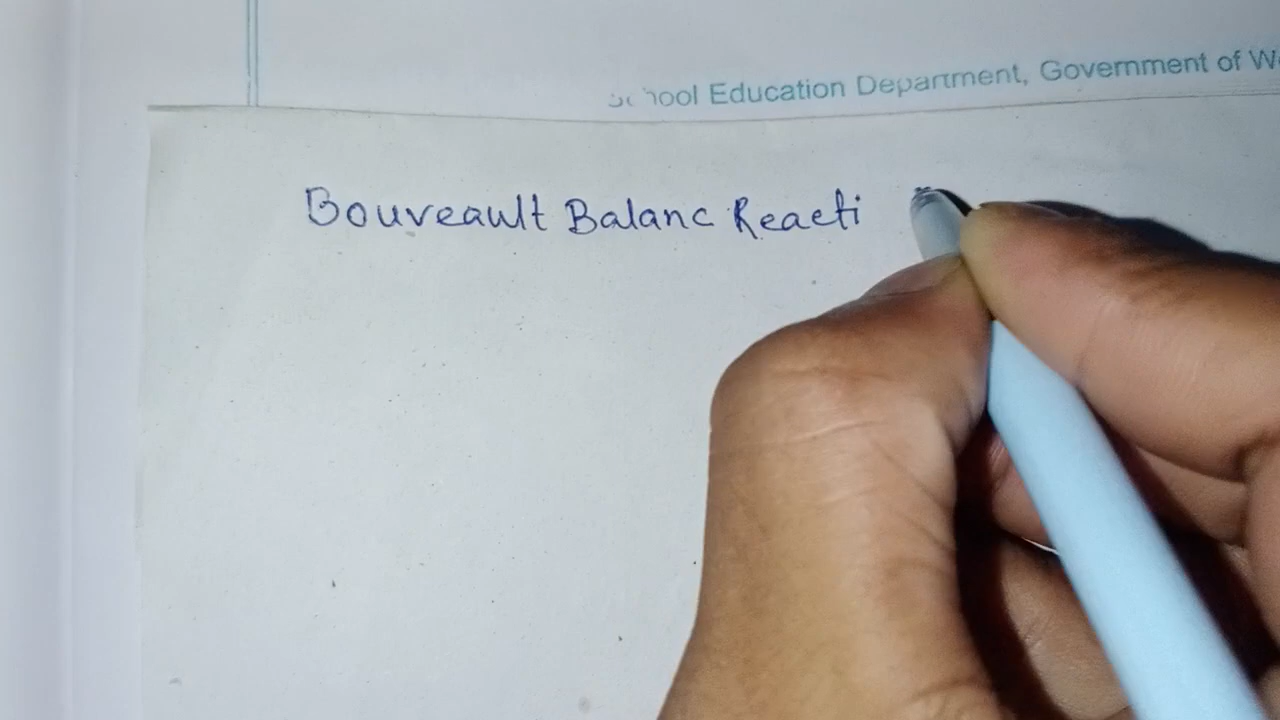 School Education Department, Government of
Bouveault Balanc Reacti